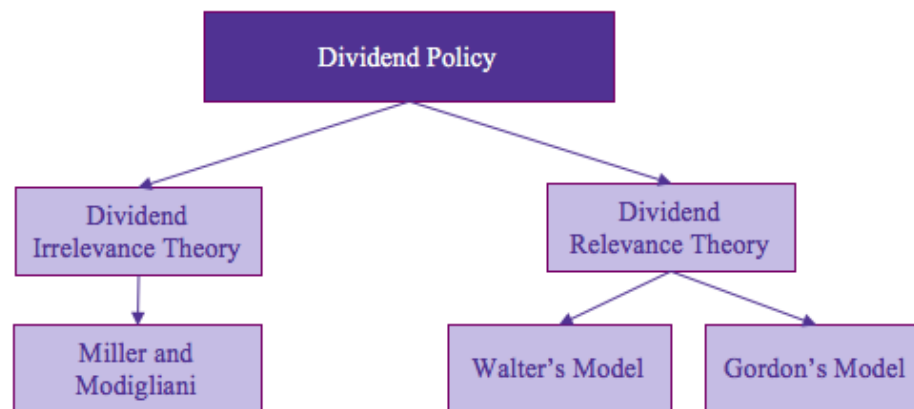 Dividend Policy
Dividend
Irrelevance Theory
Dividend
Relevance Theory
Miller and
Modigliani
Walter’s Model
Gordon’s Model